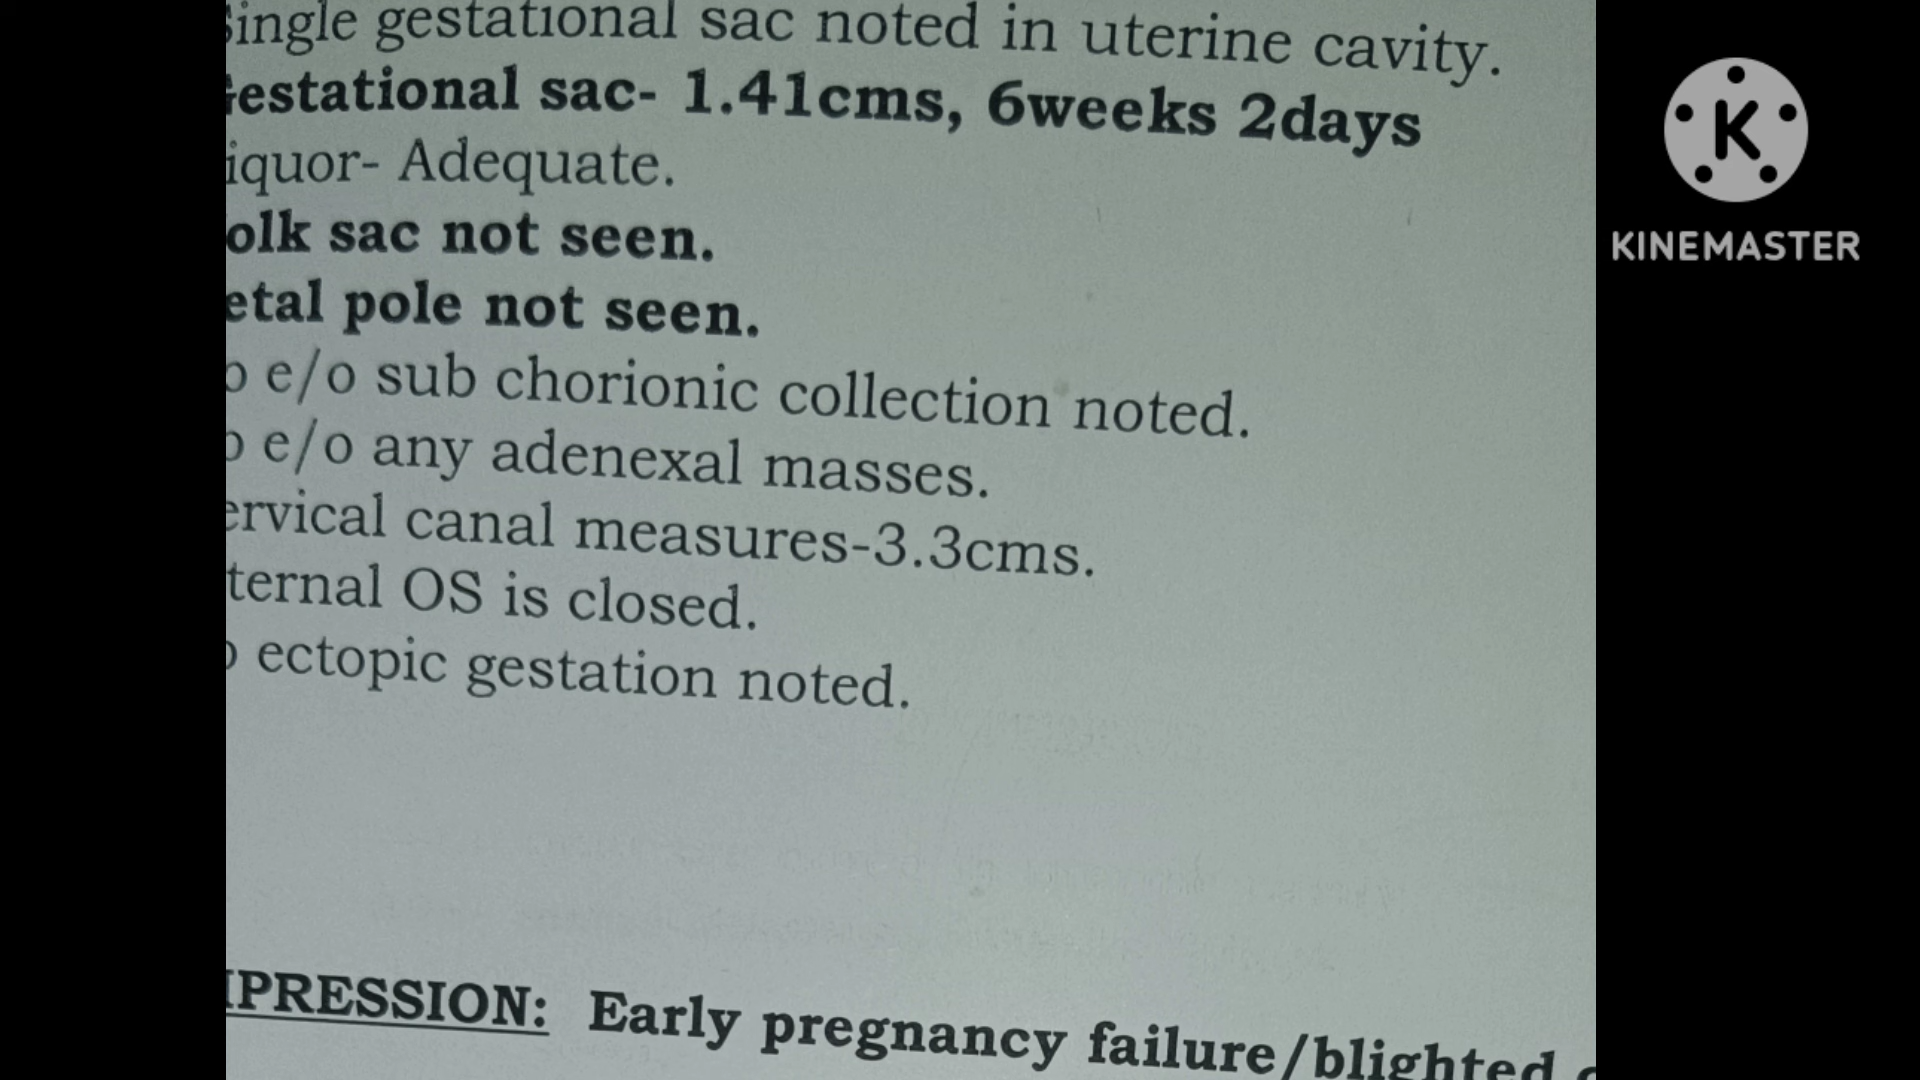 ingle gestational sac noted in uterine cavity.
estational sac- 1.41cms, 6weeks 2days
iquor- Adequate.
olk sac not seen.
etal pole not seen.
o e/o sub chorionic collection noted.
o e/o any adenexal masses.
ervical canal measures-3.3cms.
ternal OS is closed.
o ectopic gestation noted.
IPRESSION: Early pregnancy failure/blighted
K
KINEMASTER